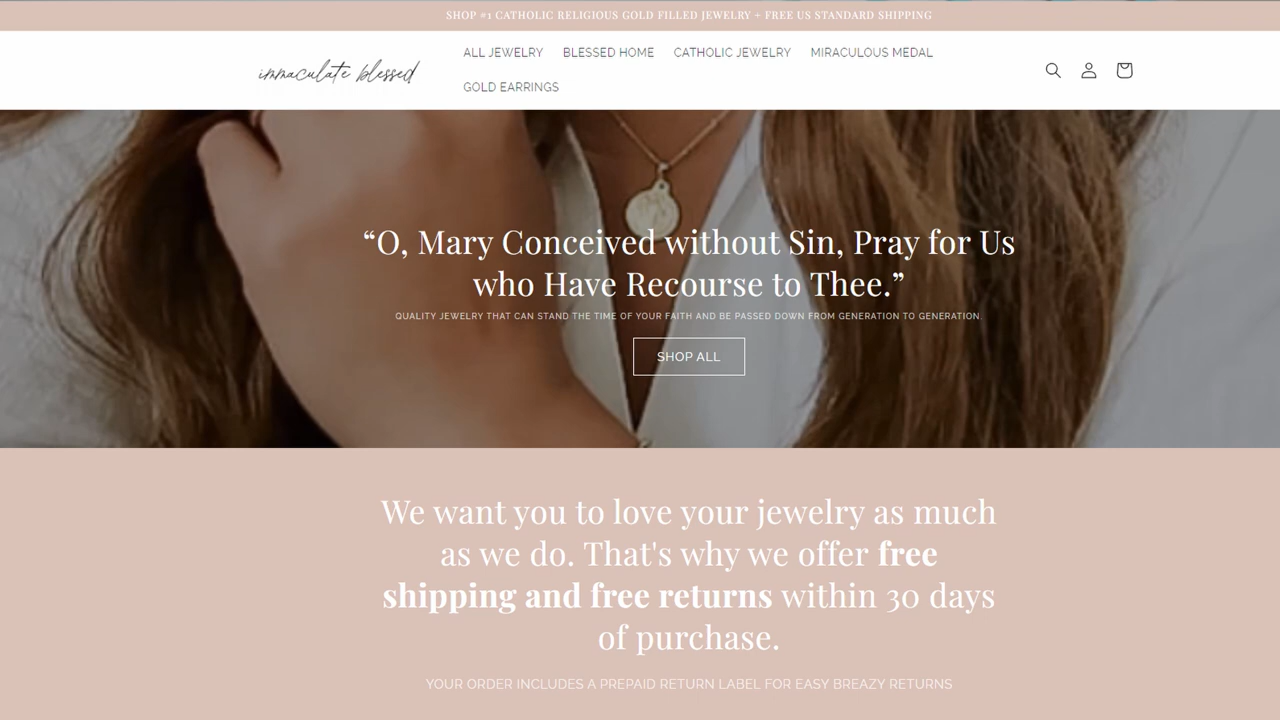 SHOP #1 CATHOLIC RELIGIOUS GOLD FILLED JEWELRY + FREE US STANDARD SHIPPING
immaculate blessed
ALL JEWELRY BLESSED HOME CATHOLIC JEWELRY MIRACULOUS MEDAL
GOLD EARRINGS
“O, Mary Conceived without Sin, Pray for Us
who Have Recourse to Thee.”
QUALITY JEWELRY THAT CAN STAND THE TIME OF YOUR FAITH AND BE PASSED DOWN FROM GENERATION TO GENERATION.
SHOP ALL
We want you to love your jewelry as much
as we do. That's why we offer free
shipping and free returns within 30 days
of purchase.
YOUR ORDER INCLUDES A PREPAID RETURN LABEL FOR EASY BREAZY RETURNS